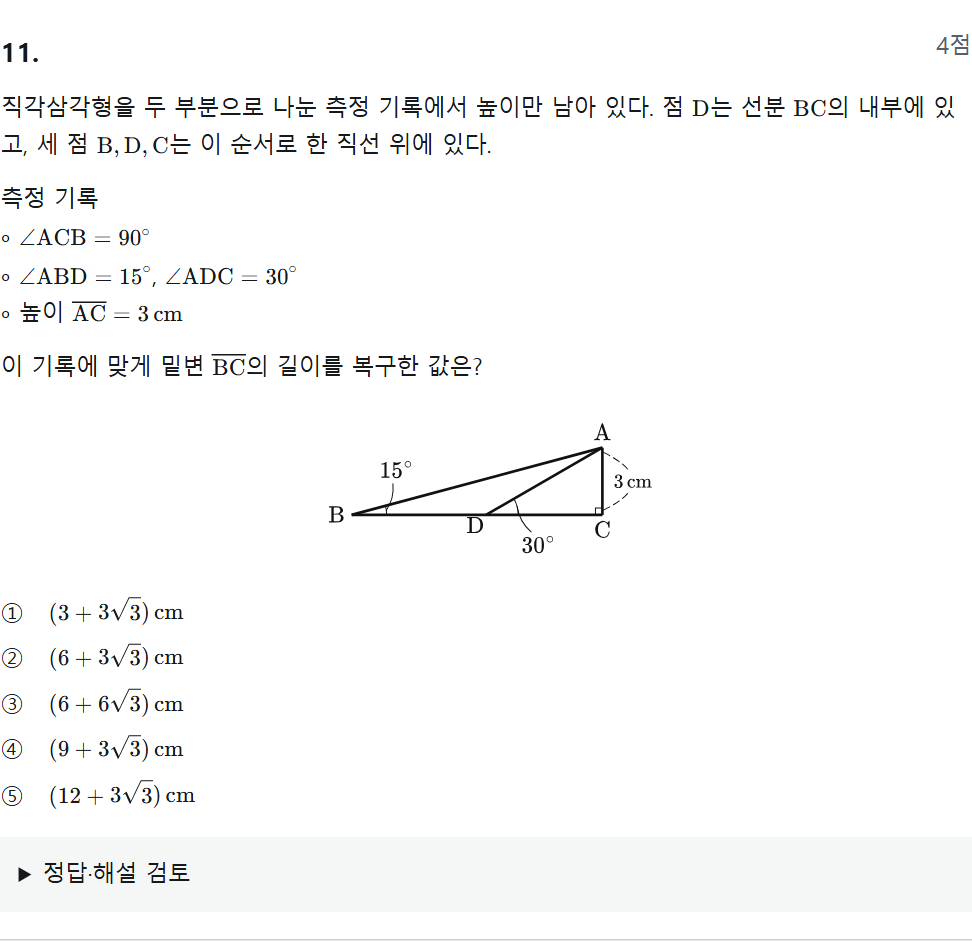 11.
4점
직각삼각형을 두 부분으로 나눈 측정 기록에서 높이만 남아 있다. 점 D는 선분 BC의 내부에 있
고, 세 점 B, D, C는 이 순서로 한 직선 위에 있다.
측정 기록
∘ ∠ACB = 90°
∘ ∠ABD = 15°, ∠ADC = 30°
∘ 높이 A̅C̅ = 3 cm
이 기록에 맞게 밑변 B̅C̅의 길이를 복구한 값은?
A
15°
3 cm
B
D
C
30°
① (3 + 3√3) cm
② (6 + 3√3) cm
③ (6 + 6√3) cm
④ (9 + 3√3) cm
⑤ (12 + 3√3) cm
▶ 정답·해설 검토